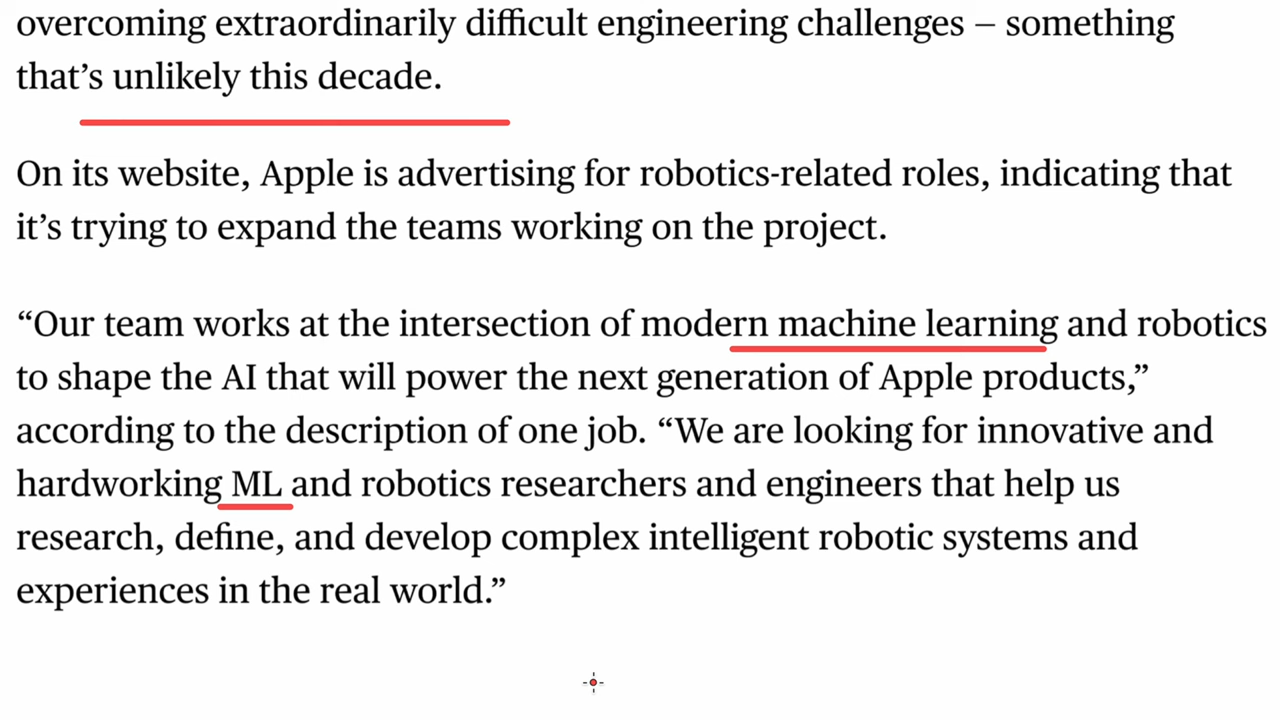 overcoming extraordinarily difficult engineering challenges – something
that’s unlikely this decade.
On its website, Apple is advertising for robotics-related roles, indicating that
it’s trying to expand the teams working on the project.
“Our team works at the intersection of modern machine learning and robotics
to shape the AI that will power the next generation of Apple products,”
according to the description of one job. “We are looking for innovative and
hardworking ML and robotics researchers and engineers that help us
research, define, and develop complex intelligent robotic systems and
experiences in the real world.”